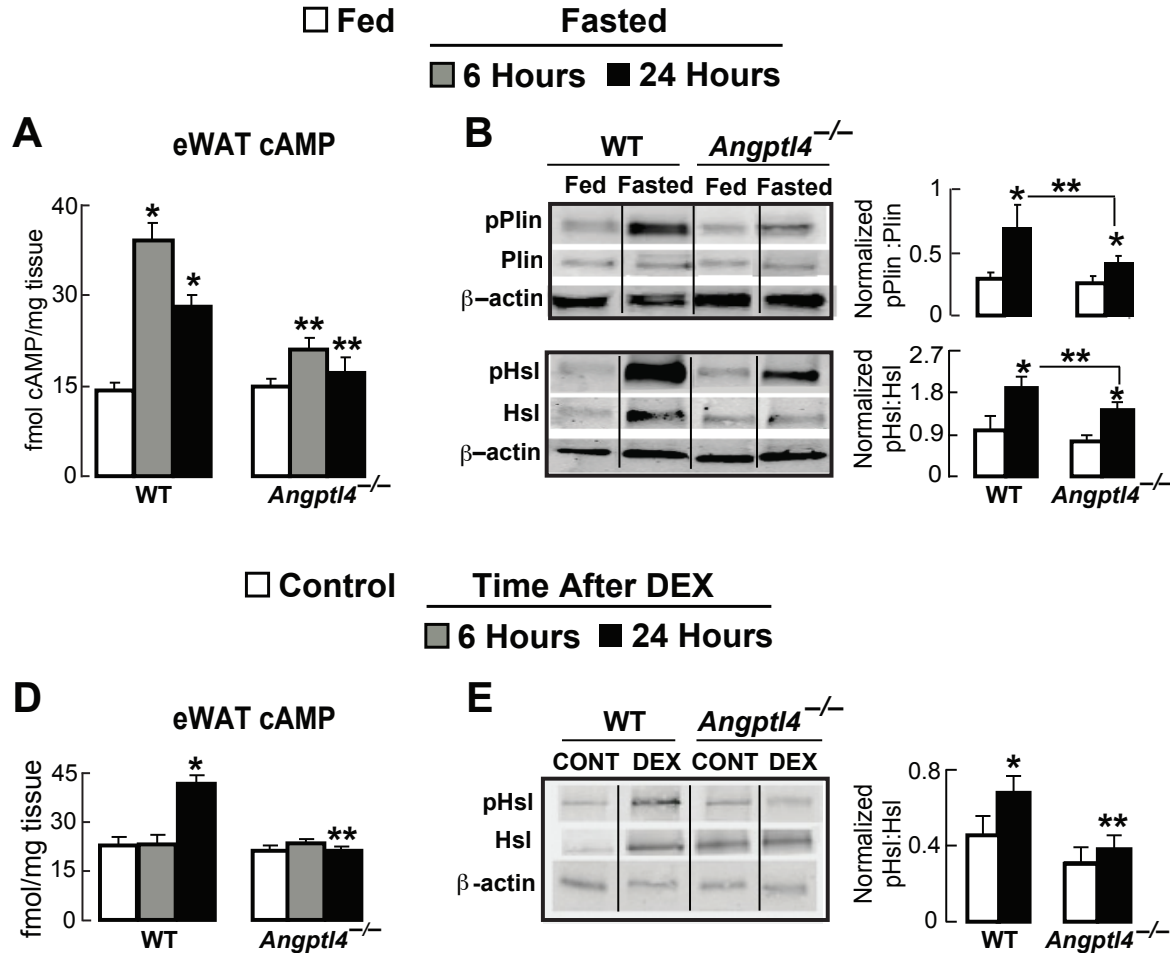 Fed Fasted
6 Hours 24 Hours
A eWAT cAMP
fmol cAMP/mg tissue
40
30
15
0
* * ** **
WT Angptl4–/–
B WT Angptl4–/–
Fed Fasted Fed Fasted
pPlin
Plin
β–actin
pHsl
Hsl
β–actin
Normalized
pPlin :Plin
1
0.5
0
* ** *
Normalized
pHsl:Hsl
2.7
1.8
0.9
0
* ** *
WT Angptl4–/–
Control Time After DEX
6 Hours 24 Hours
D eWAT cAMP
fmol/mg tissue
45
30
15
0
* **
WT Angptl4–/–
E WT Angptl4–/–
CONT DEX CONT DEX
pHsl
Hsl
β-actin
Normalized
pHsl:Hsl
0.8
0.4
0
* **
WT Angptl4–/–